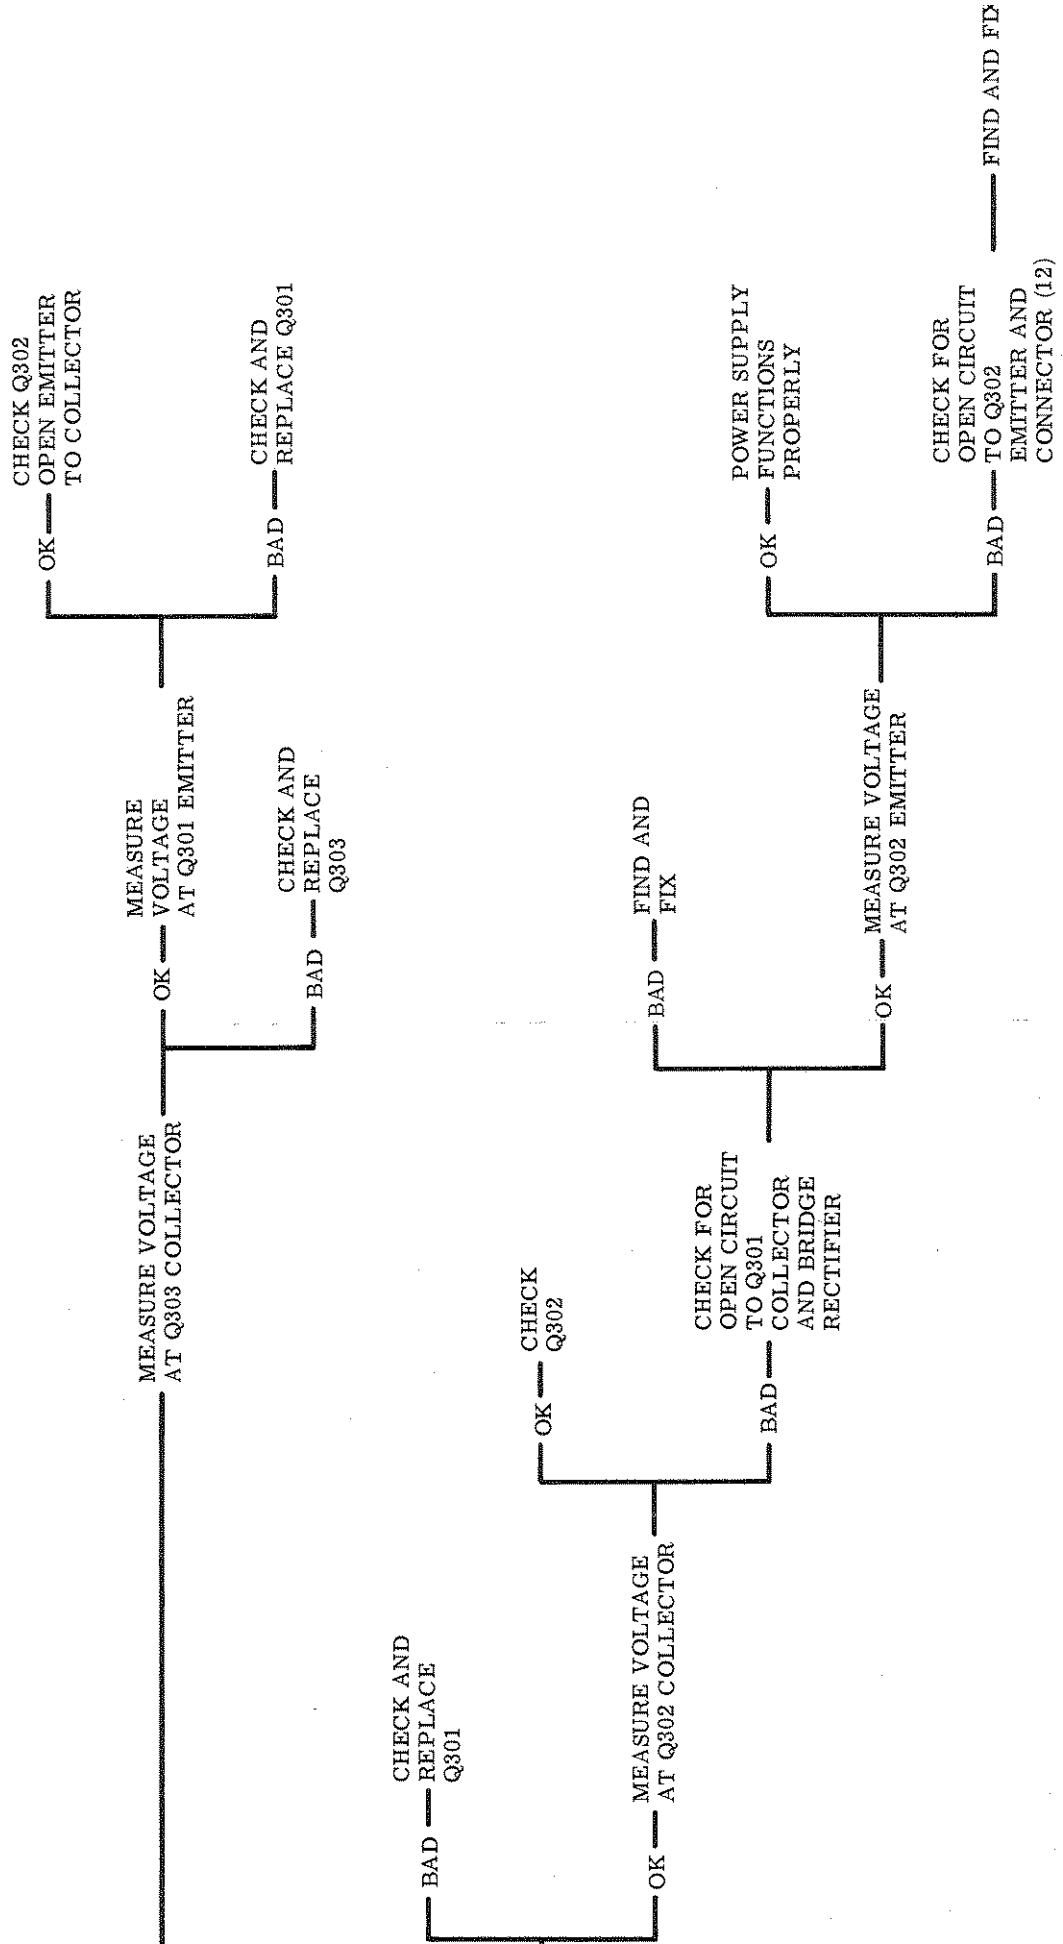 MEASURE VOLTAGE
AT Q303 COLLECTOR
OK
MEASURE
VOLTAGE
AT Q301 EMITTER
OK
CHECK Q302
OPEN EMITTER
TO COLLECTOR
BAD
CHECK AND
REPLACE Q301
BAD
CHECK AND
REPLACE
Q303
BAD
CHECK AND
REPLACE
Q301
OK
MEASURE VOLTAGE
AT Q302 COLLECTOR
OK
CHECK
Q302
BAD
CHECK FOR
OPEN CIRCUIT
TO Q301
COLLECTOR
AND BRIDGE
RECTIFIER
BAD
FIND AND
FIX
OK
MEASURE VOLTAGE
AT Q302 EMITTER
OK
POWER SUPPLY
FUNCTIONS
PROPERLY
BAD
CHECK FOR
OPEN CIRCUIT
TO Q302
EMITTER AND
CONNECTOR (12)
FIND AND